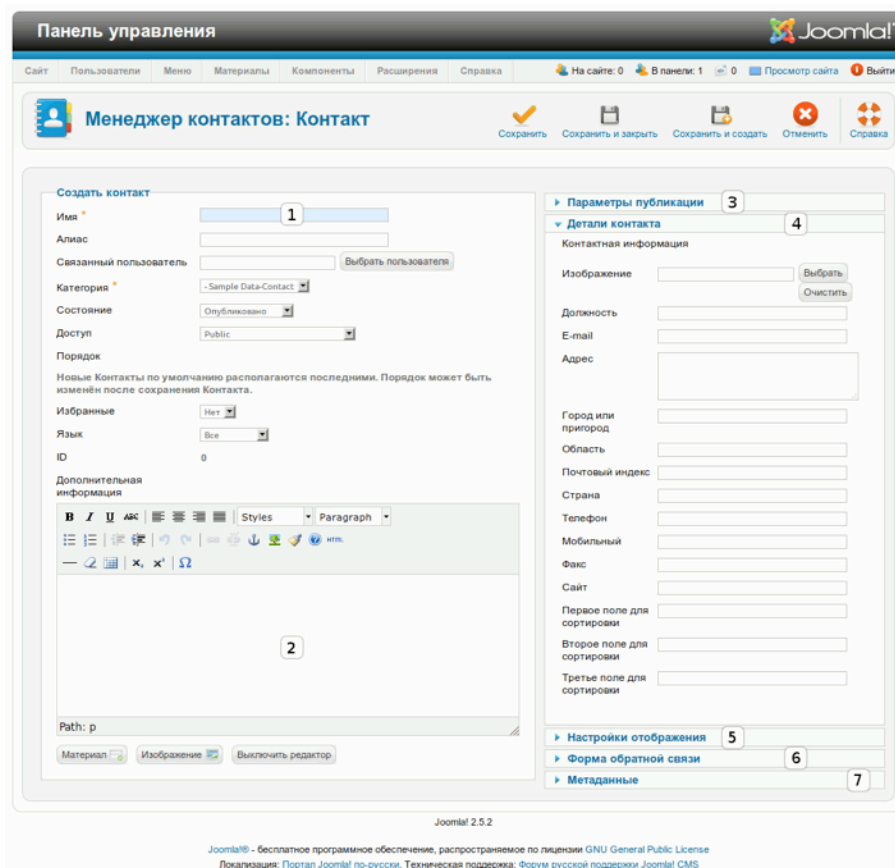 Панель управления
Joomla!
Сайт Пользователи Меню Материалы Компоненты Расширения Справка На сайте: 0 В панели: 1 0 Просмотр сайта Выйти
Менеджер контактов: Контакт
Сохранить Сохранить и закрыть Сохранить и создать Отменить Справка
Создать контакт
Имя *
1
Алиас
Связанный пользователь Выбрать пользователя
Категория * - Sample Data-Contact
Состояние Опубликовано
Доступ Public
Порядок
Новые Контакты по умолчанию располагаются последними. Порядок может быть
изменён после сохранения Контакта.
Избранные Нет
Язык Все
ID 0
Дополнительная
информация
B I U ABC Styles Paragraph
HTML
Ω
2
Path: p
Материал Изображение Выключить редактор
Параметры публикации 3
Детали контакта 4
Контактная информация
Изображение Выбрать
Очистить
Должность
E-mail
Адрес
Город или
пригород
Область
Почтовый индекс
Страна
Телефон
Мобильный
Факс
Сайт
Первое поле для
сортировки
Второе поле для
сортировки
Третье поле для
сортировки
Настройки отображения 5
Форма обратной связи 6
Метаданные 7
Joomla! 2.5.2
Joomla!® - бесплатное программное обеспечение, распространяемое по лицензии GNU General Public License
Локализация: Портал Joomla! по-русски. Техническая поддержка: Форум русской поддержки Joomla! CMS